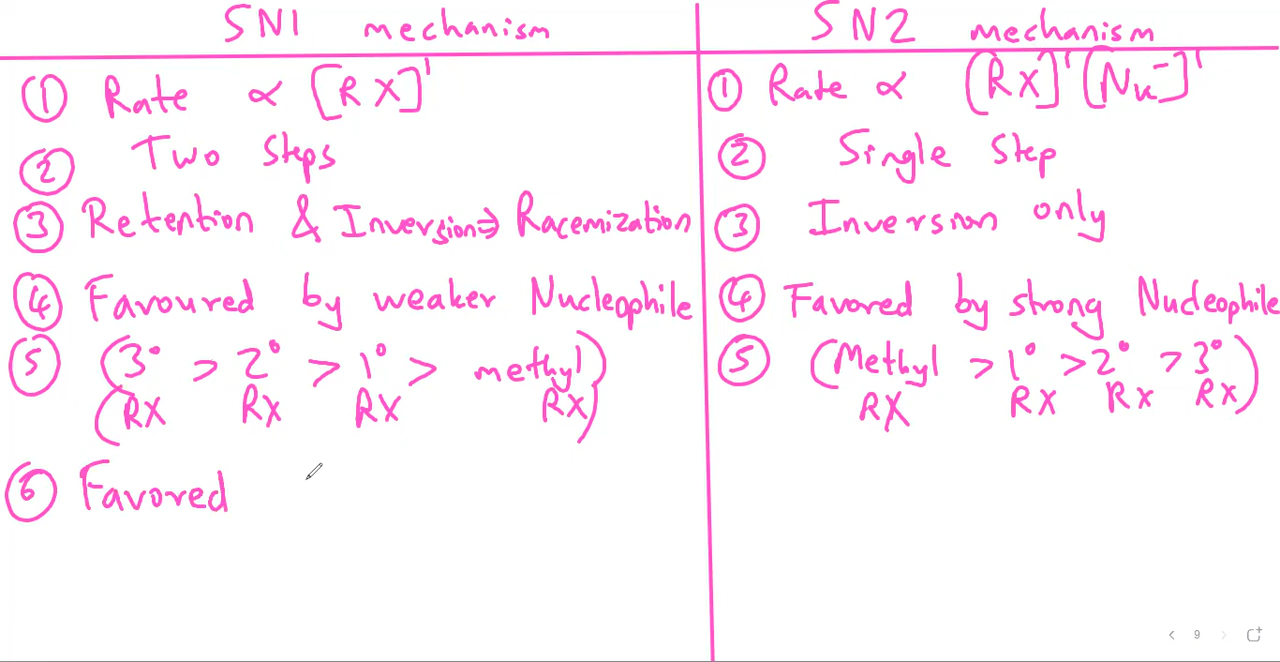 SN1 mechanism
① Rate ∝ [RX]¹
② Two Steps
③ Retention & Inversion ⇒ Racemization
④ Favoured by weaker Nucleophile
⑤ (3° > 2° > 1° > methyl)
(RX RX RX RX)
⑥ Favored
SN2 mechanism
① Rate ∝ [RX]¹ [Nu⁻]¹
② Single Step
③ Inversion only
④ Favored by strong Nucleophile
⑤ (Methyl > 1° > 2° > 3°
RX RX RX RX)
< 9 >